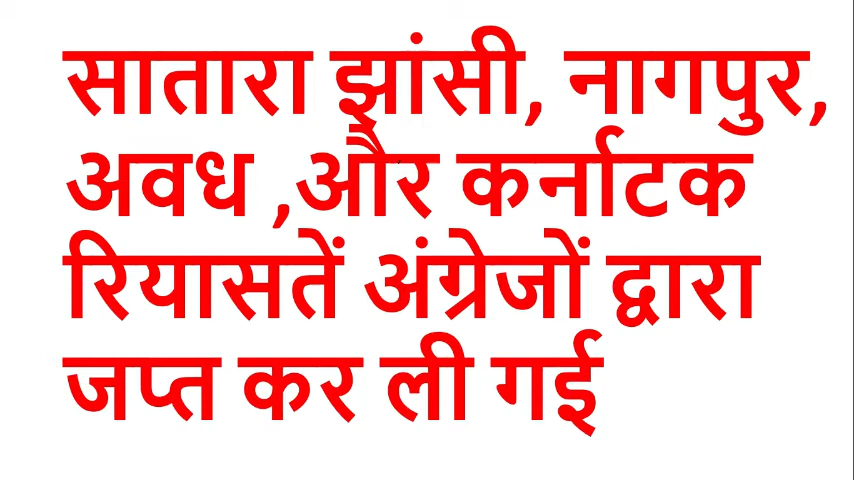 सातारा झांसी, नागपुर,
अवध ,और कर्नाटक
रियासतें अंग्रेजों द्वारा
जप्त कर ली गई